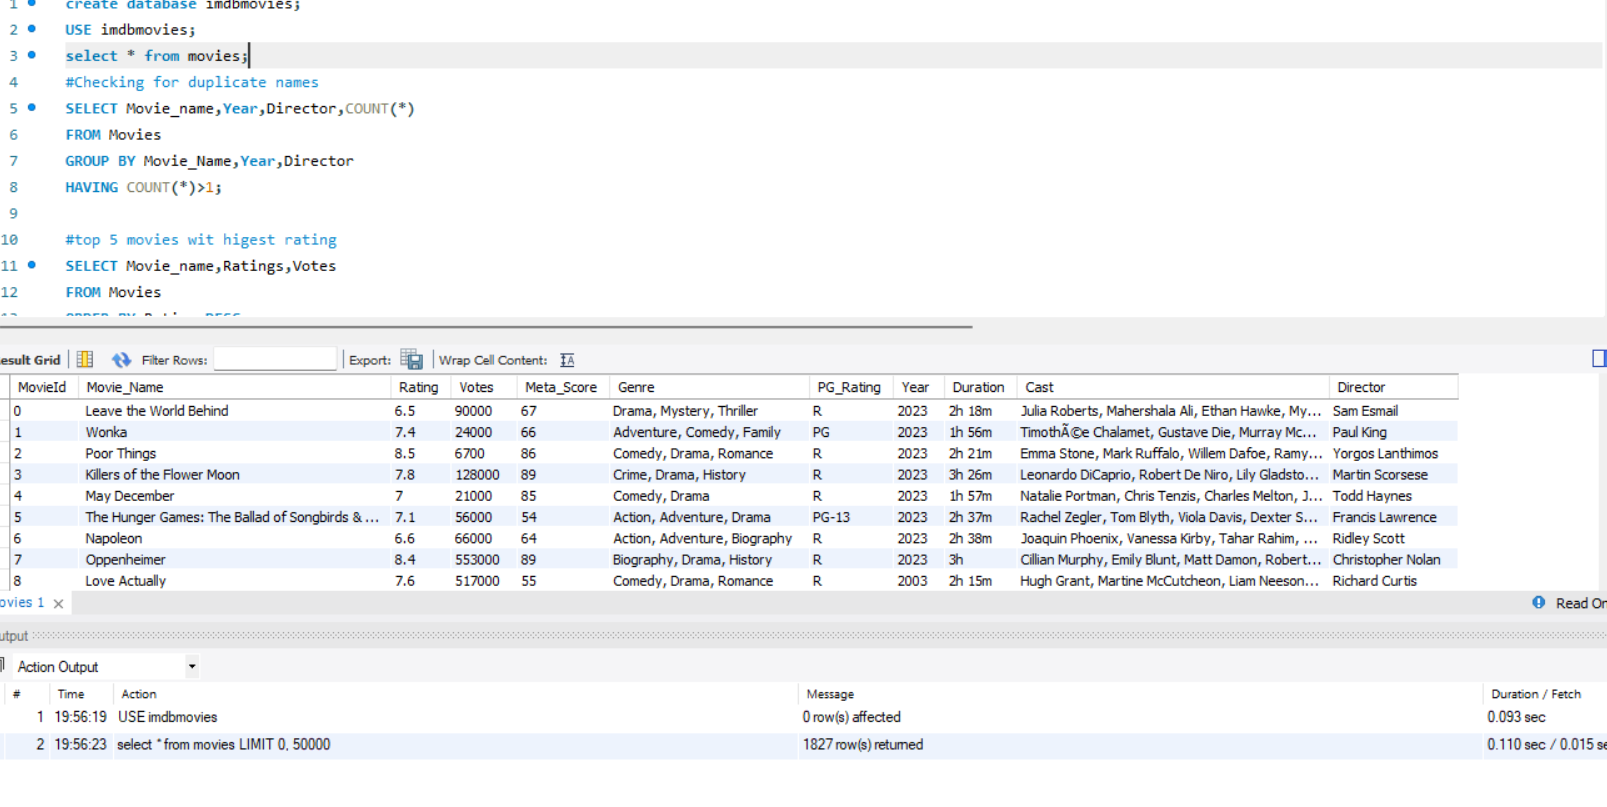 1 create database imdbmovies;
2 USE imdbmovies;
3 select * from movies;
4 #Checking for duplicate names
5 SELECT Movie_name,Year,Director,COUNT(*)
6 FROM Movies
7 GROUP BY Movie_Name,Year,Director
8 HAVING COUNT(*)>1;
9
10 #top 5 movies wit higest rating
11 SELECT Movie_name,Ratings,Votes
12 FROM Movies
esult Grid Filter Rows: Export: Wrap Cell Content: IA
MovieId Movie_Name Rating Votes Meta_Score Genre PG_Rating Year Duration Cast Director
0 Leave the World Behind 6.5 90000 67 Drama, Mystery, Thriller R 2023 2h 18m Julia Roberts, Mahershala Ali, Ethan Hawke, My... Sam Esmail
1 Wonka 7.4 24000 66 Adventure, Comedy, Family PG 2023 1h 56m TimothÃ©e Chalamet, Gustave Die, Murray Mc... Paul King
2 Poor Things 8.5 6700 86 Comedy, Drama, Romance R 2023 2h 21m Emma Stone, Mark Ruffalo, Willem Dafoe, Ramy... Yorgos Lanthimos
3 Killers of the Flower Moon 7.8 128000 89 Crime, Drama, History R 2023 3h 26m Leonardo DiCaprio, Robert De Niro, Lily Gladsto... Martin Scorsese
4 May December 7 21000 85 Comedy, Drama R 2023 1h 57m Natalie Portman, Chris Tenzis, Charles Melton, J... Todd Haynes
5 The Hunger Games: The Ballad of Songbirds & ... 7.1 56000 54 Action, Adventure, Drama PG-13 2023 2h 37m Rachel Zegler, Tom Blyth, Viola Davis, Dexter S... Francis Lawrence
6 Napoleon 6.6 66000 64 Action, Adventure, Biography R 2023 2h 38m Joaquin Phoenix, Vanessa Kirby, Tahar Rahim, ... Ridley Scott
7 Oppenheimer 8.4 553000 89 Biography, Drama, History R 2023 3h Cillian Murphy, Emily Blunt, Matt Damon, Robert... Christopher Nolan
8 Love Actually 7.6 517000 55 Comedy, Drama, Romance R 2003 2h 15m Hugh Grant, Martine McCutcheon, Liam Neeson... Richard Curtis
ovies 1 Read On
utput
Action Output
# Time Action Message Duration / Fetch
1 19:56:19 USE imdbmovies 0 row(s) affected 0.093 sec
2 19:56:23 select * from movies LIMIT 0, 50000 1827 row(s) returned 0.110 sec / 0.015 se